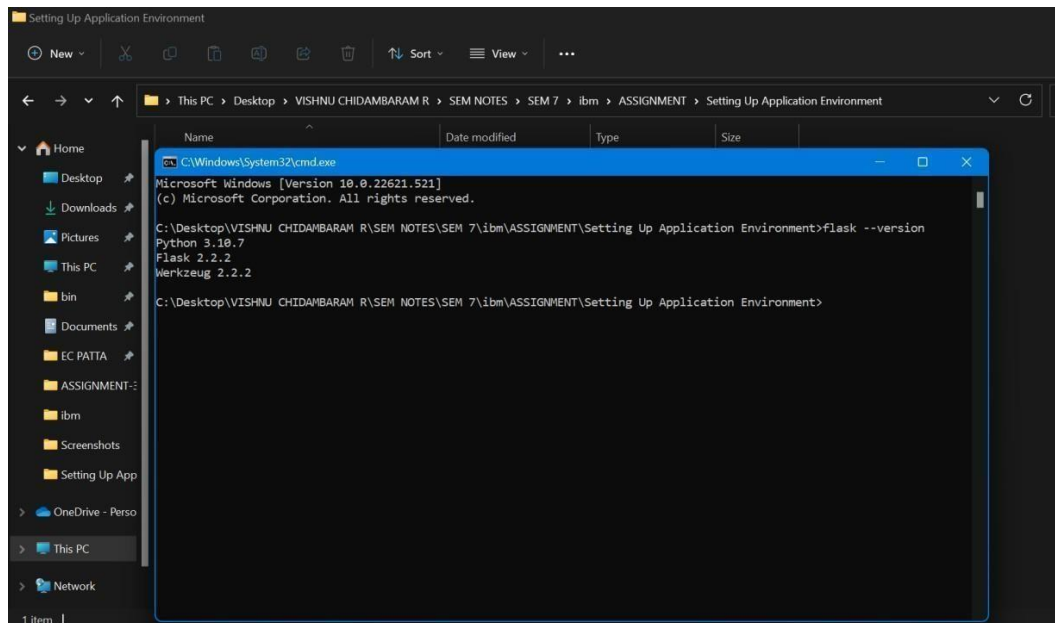 Setting Up Application Environment
New
Sort
View
This PC > Desktop > VISHNU CHIDAMBARAM R > SEM NOTES > SEM 7 > ibm > ASSIGNMENT > Setting Up Application Environment
Name Date modified Type Size
Home
Desktop
Downloads
Pictures
This PC
bin
Documents
EC PATTA
ASSIGNMENT-3
ibm
Screenshots
Setting Up App
OneDrive - Perso
This PC
Network
1 item
C:\Windows\System32\cmd.exe
Microsoft Windows [Version 10.0.22621.521]
(c) Microsoft Corporation. All rights reserved.
C:\Desktop\VISHNU CHIDAMBARAM R\SEM NOTES\SEM 7\ibm\ASSIGNMENT\Setting Up Application Environment>flask --version
Python 3.10.7
Flask 2.2.2
Werkzeug 2.2.2
C:\Desktop\VISHNU CHIDAMBARAM R\SEM NOTES\SEM 7\ibm\ASSIGNMENT\Setting Up Application Environment>